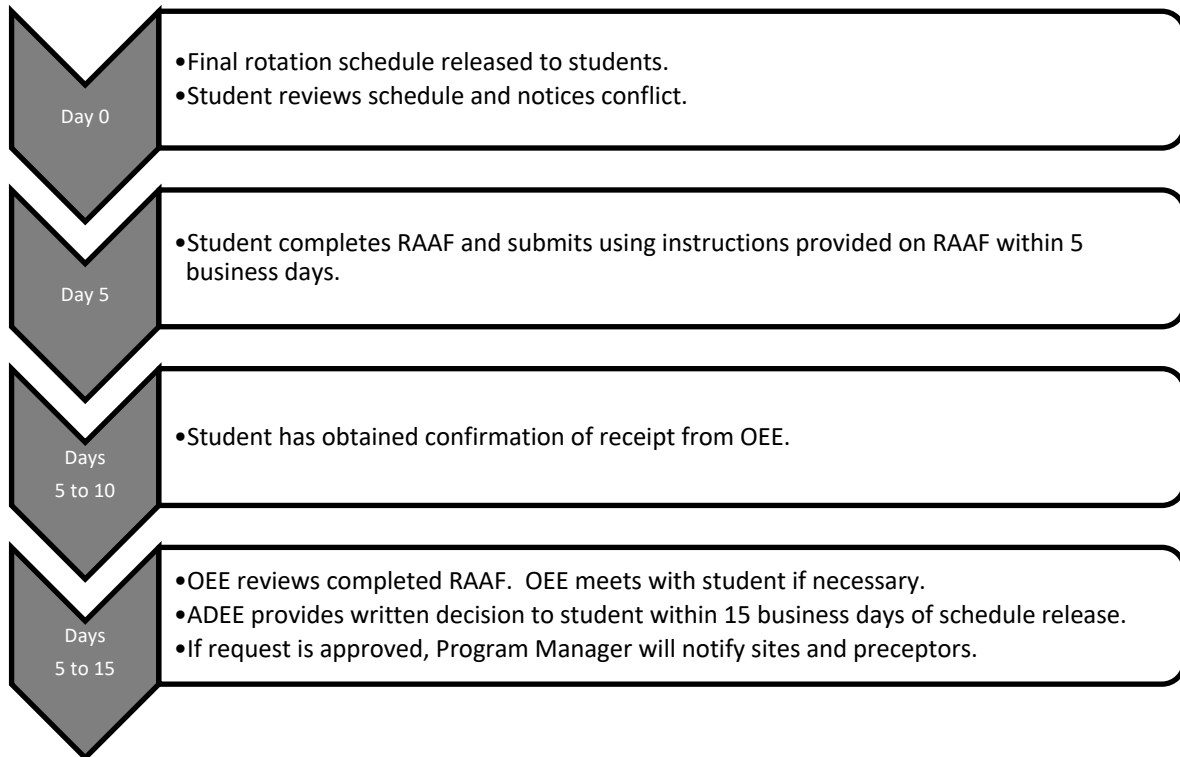 Day 0
•Final rotation schedule released to students.
•Student reviews schedule and notices conflict.
Day 5
•Student completes RAAF and submits using instructions provided on RAAF within 5
business days.
Days
5 to 10
•Student has obtained confirmation of receipt from OEE.
Days
5 to 15
•OEE reviews completed RAAF.  OEE meets with student if necessary.
•ADEE provides written decision to student within 15 business days of schedule release.
•If request is approved, Program Manager will notify sites and preceptors.